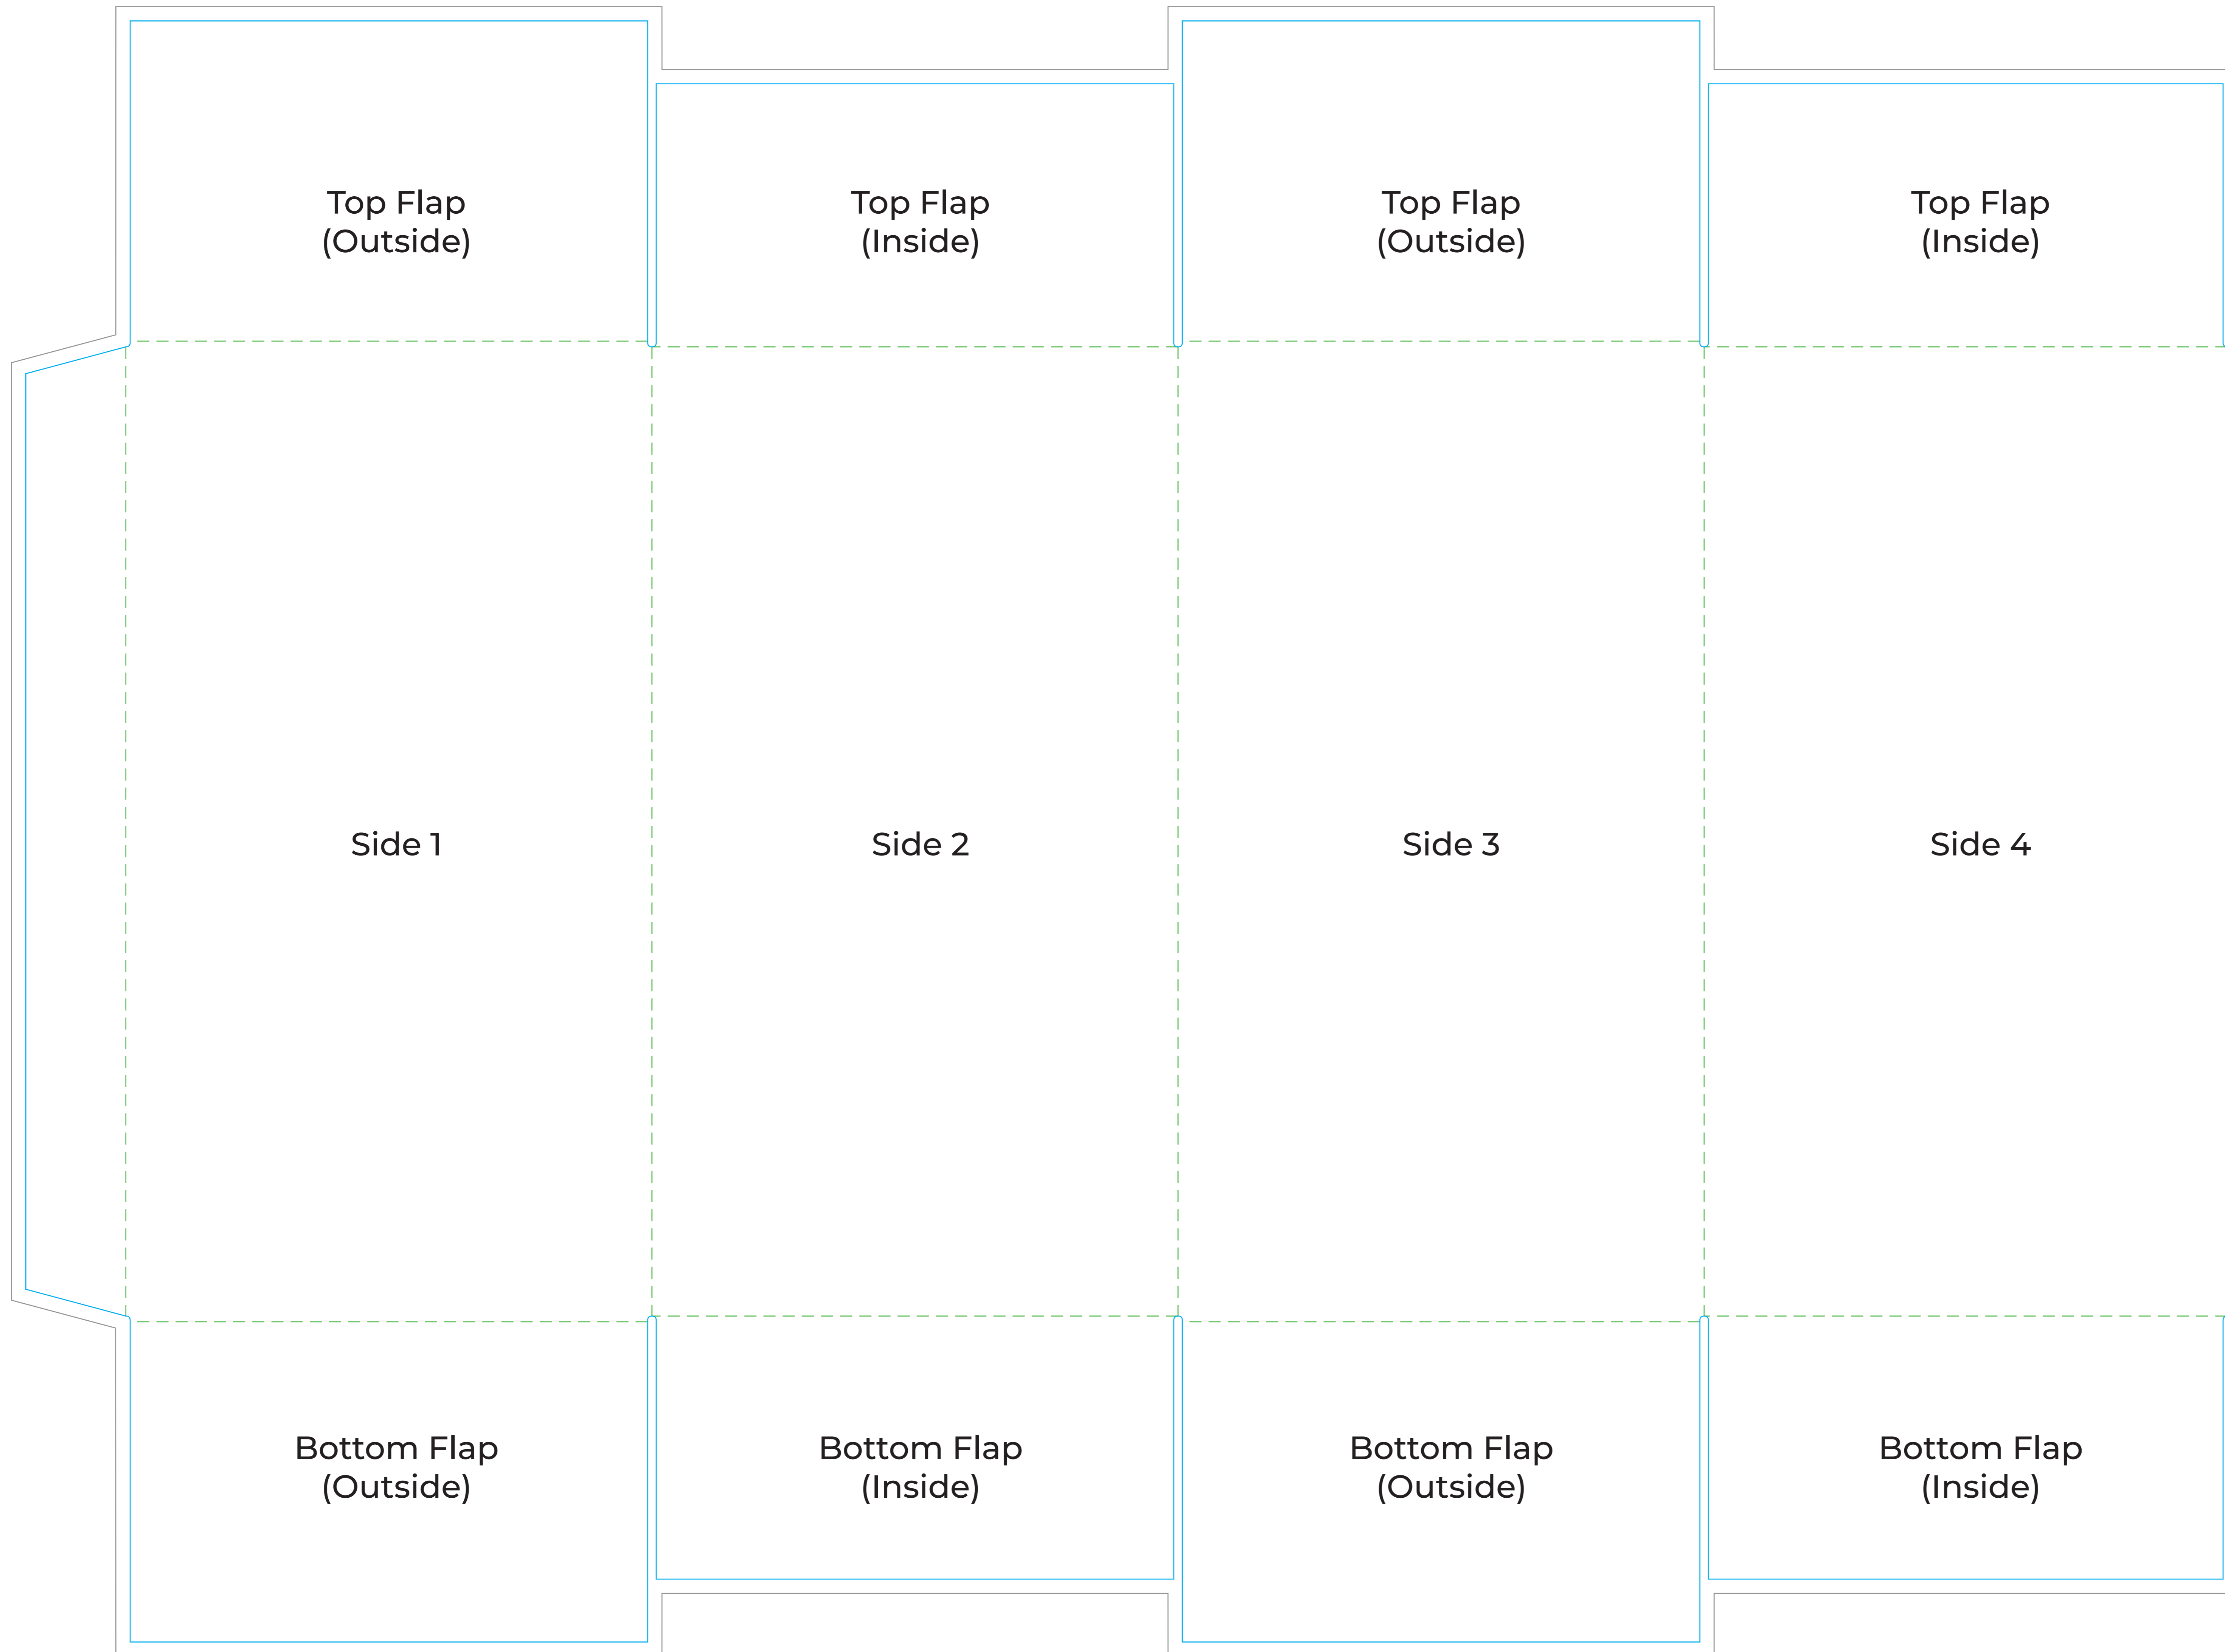 Top Flap
(Outside)
Top Flap
(Inside)
Top Flap
(Outside)
Top Flap
(Inside)
Side 1
Side 2
Side 3
Side 4
Bottom Flap
(Outside)
Bottom Flap
(Inside)
Bottom Flap
(Outside)
Bottom Flap
(Inside)